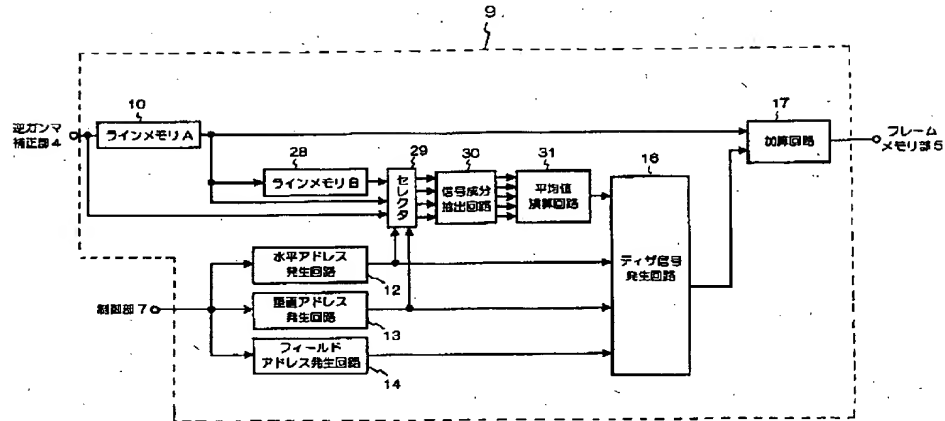 9
逆ガンマ
補正部4
10
ラインメモリA
17
加算回路
フレーム
メモリ部5
28
ラインメモリB
29
セレクタ
30
信号成分
抽出回路
31
平均値
演算回路
16
ディザ信号
発生回路
水平アドレス
発生回路
12
制御部7
垂直アドレス
発生回路
13
フィールド
アドレス発生回路
14